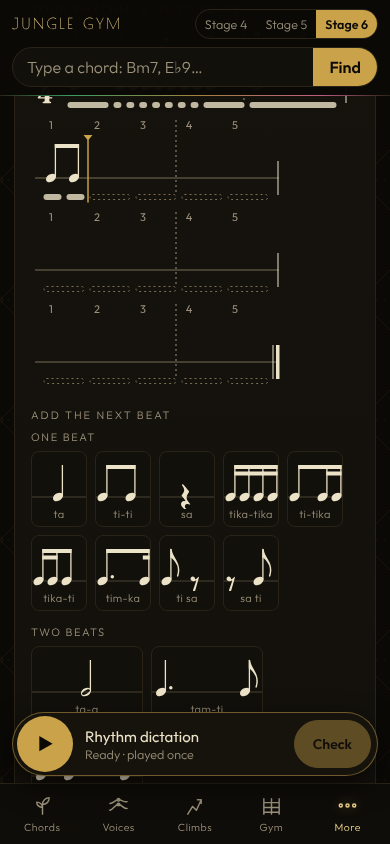 JUNGLE GYM
Stage 4 Stage 5 Stage 6
Type a chord: Bm7, E♭9… Find
4
1 2 3 4 5
1 2 3 4 5
1 2 3 4 5
ADD THE NEXT BEAT
ONE BEAT
ta ti-ti sa tika-tika ti-tika
tika-ti tim-ka ti sa sa ti
TWO BEATS
ta-a tam-ti
Rhythm dictation
Ready · played once
Check
Chords Voices Climbs Gym More